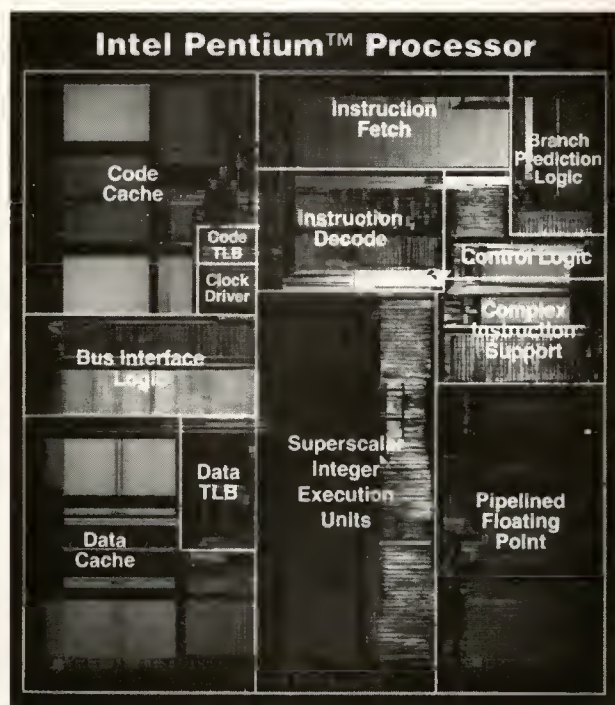 Intel Pentium™ Processor
Code
Cache
Instruction
Fetch
Branch
Prediction
Logic
Code
TLB
Instruction
Decode
Control Logic
Clock
Driver
Complex
Instruction
Support
Bus Interface
Logic
Data
TLB
Superscalar
Integer
Execution
Units
Pipelined
Floating
Point
Data
Cache